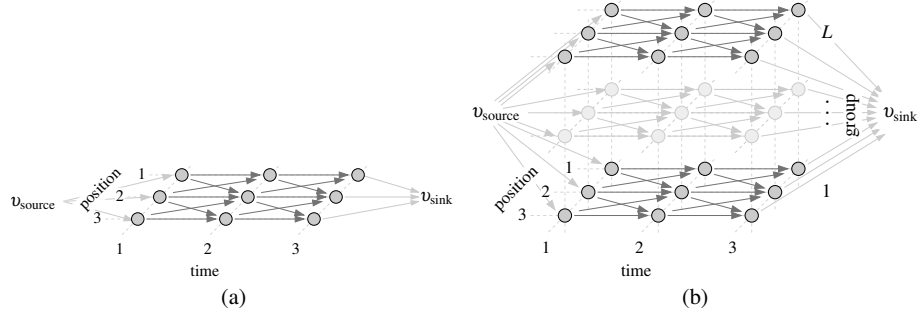 υsource
position
1
2
3
1
2
3
time
υsink
(a)
L
υsource
group
υsink
position
1
2
3
1
1
2
3
time
(b)